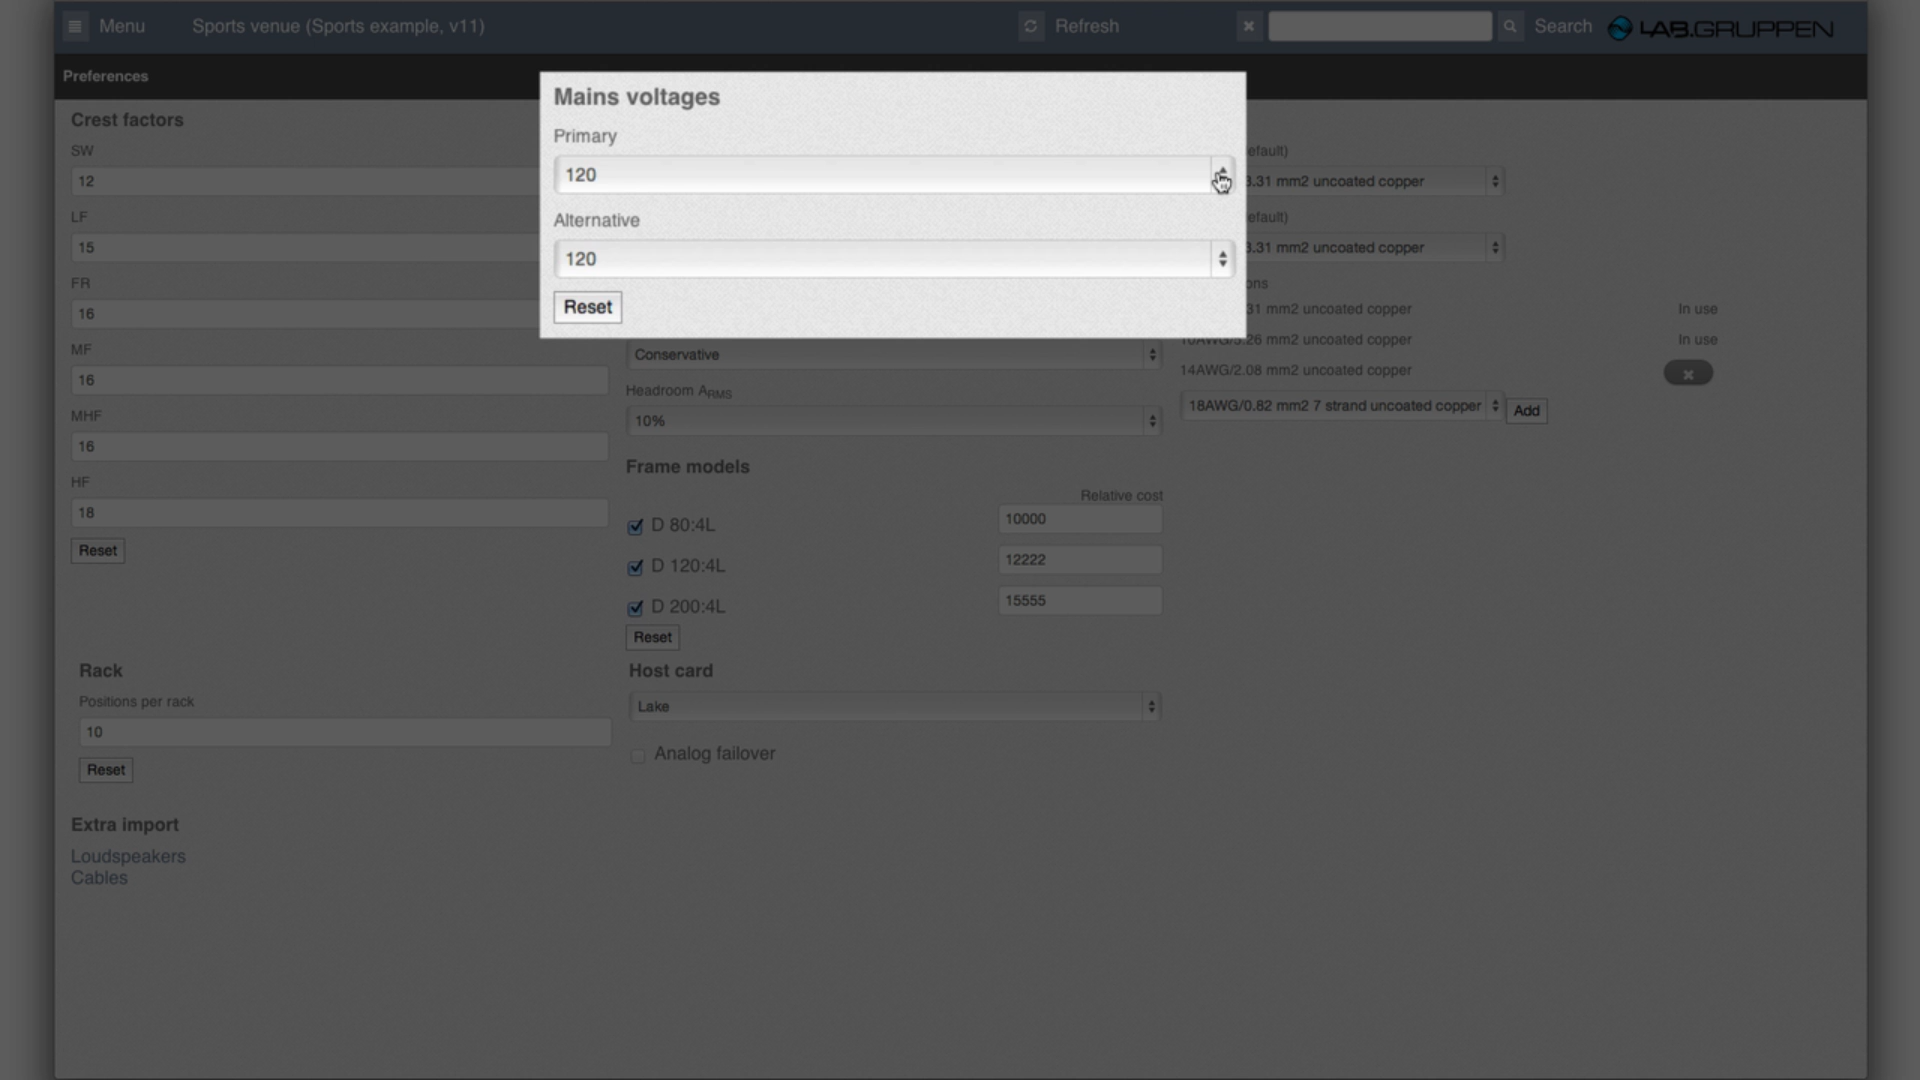 Menu
Sports venue (Sports example, v11)
Refresh
Search
LAB.GRUPPEN
Preferences
Crest factors
SW
12
LF
15
FR
16
MF
16
MHF
16
HF
18
Reset
Mains voltages
Primary
120
Alternative
120
Reset
Conservative
Headroom ARMS
10%
Frame models
Relative cost
D 80:4L
10000
D 120:4L
12222
D 200:4L
15555
Reset
efault)
3.31 mm2 uncoated copper
efault)
3.31 mm2 uncoated copper
ons
31 mm2 uncoated copper
In use
10AWG/5.26 mm2 uncoated copper
In use
14AWG/2.08 mm2 uncoated copper
18AWG/0.82 mm2 7 strand uncoated copper
Add
Rack
Positions per rack
10
Reset
Host card
Lake
Analog failover
Extra import
Loudspeakers
Cables